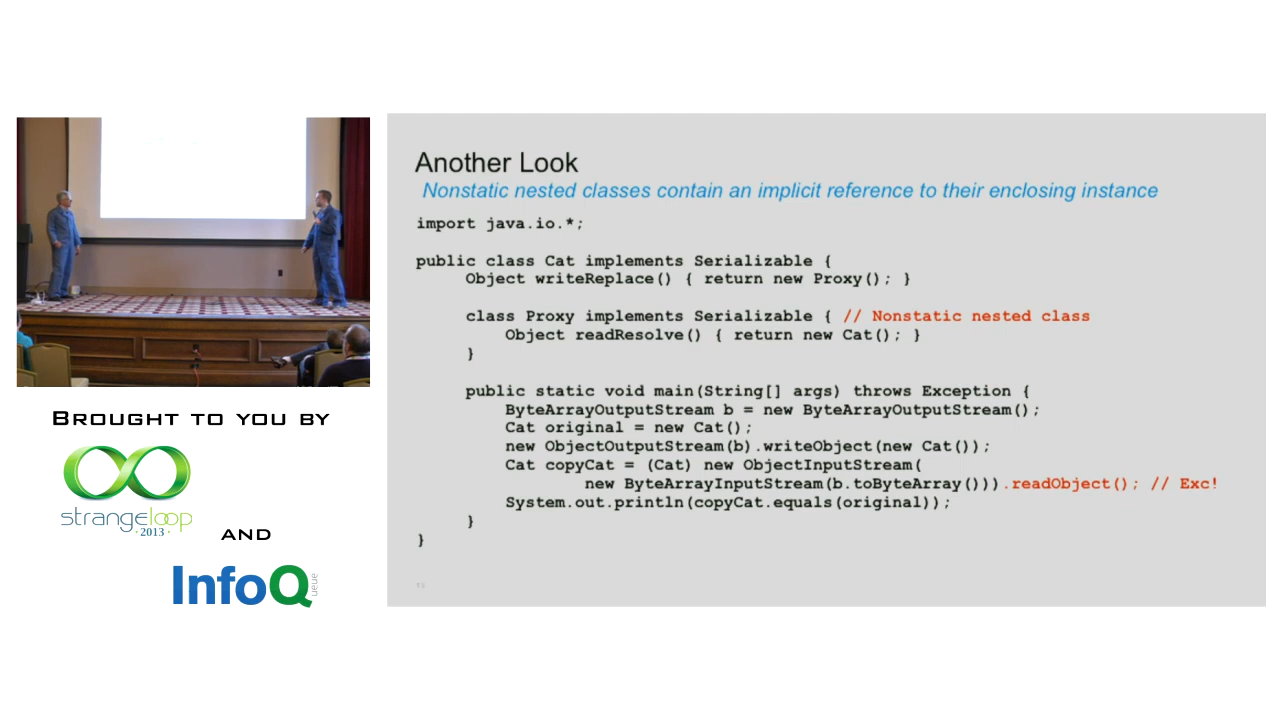 Another Look
Nonstatic nested classes contain an implicit reference to their enclosing instance
import java.io.*;
public class Cat implements Serializable {
Object writeReplace() { return new Proxy(); }
class Proxy implements Serializable { // Nonstatic nested class
Object readResolve() { return new Cat(); }
}
public static void main(String[] args) throws Exception {
ByteArrayOutputStream b = new ByteArrayOutputStream();
Cat original = new Cat();
new ObjectOutputStream(b).writeObject(new Cat());
Cat copyCat = (Cat) new ObjectInputStream(
new ByteArrayInputStream(b.toByteArray())).readObject(); // Exc!
System.out.println(copyCat.equals(original));
}
}
Brought to you by
strangeloop
·2013·
and
InfoQ
ueue